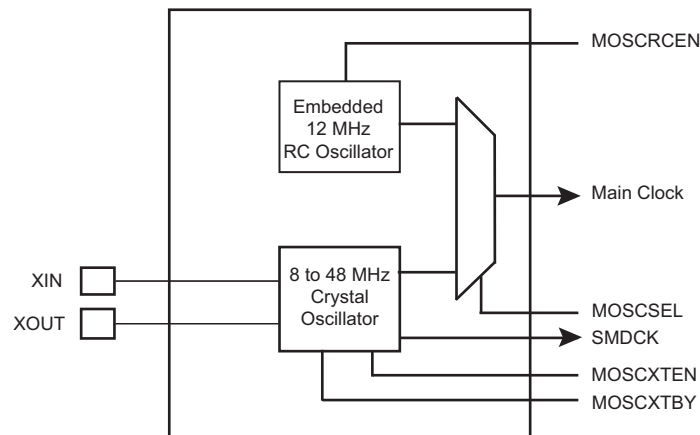 MOSCRCEN
Embedded
12 MHz
RC Oscillator
Main Clock
XIN
8 to 48 MHz
Crystal
Oscillator
XOUT
MOSCSEL
SMDCK
MOSCXTEN
MOSCXTBY